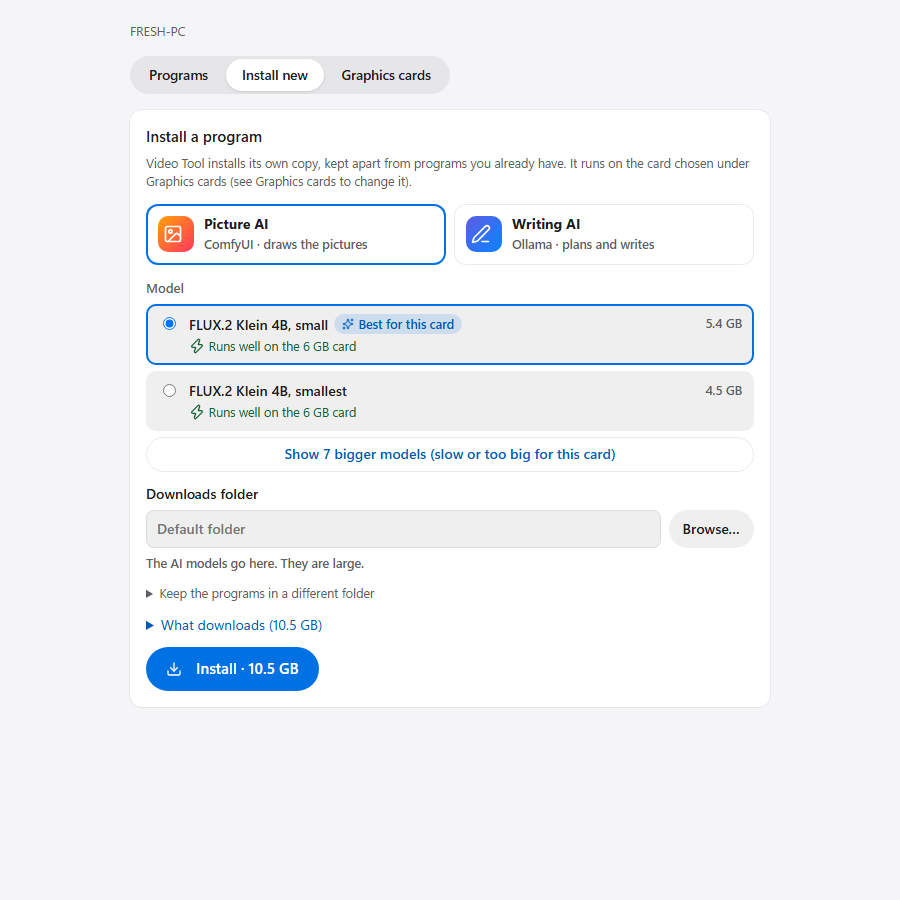 FRESH-PC
Programs
Install new
Graphics cards
Install a program
Video Tool installs its own copy, kept apart from programs you already have. It runs on the card chosen under
Graphics cards (see Graphics cards to change it).
Picture AI
ComfyUI · draws the pictures
Writing AI
Ollama · plans and writes
Model
FLUX.2 Klein 4B, small
Best for this card
5.4 GB
Runs well on the 6 GB card
FLUX.2 Klein 4B, smallest
4.5 GB
Runs well on the 6 GB card
Show 7 bigger models (slow or too big for this card)
Downloads folder
Default folder
Browse...
The AI models go here. They are large.
Keep the programs in a different folder
What downloads (10.5 GB)
Install · 10.5 GB